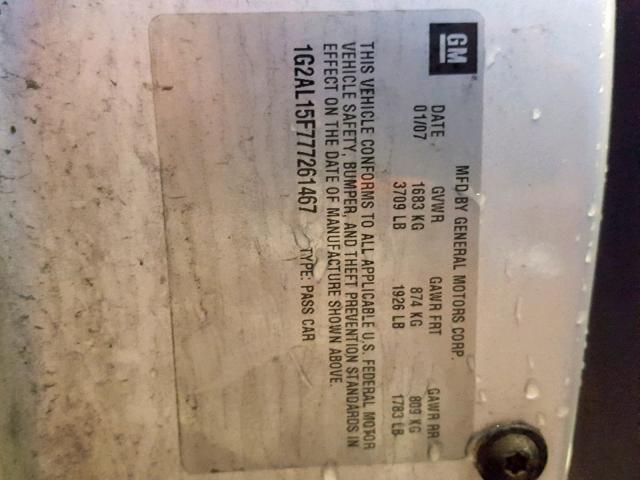 GM
MFD BY GENERAL MOTORS CORP.
DATE GVWR GAWR FRT GAWR RR
01/07 1683 KG 874 KG 809 KG
3709 LB 1926 LB 1783 LB
THIS VEHICLE CONFORMS TO ALL APPLICABLE U.S. FEDERAL MOTOR
VEHICLE SAFETY, BUMPER, AND THEFT PREVENTION STANDARDS IN
EFFECT ON THE DATE OF MANUFACTURE SHOWN ABOVE.
1G2AL15F777261467 TYPE: PASS CAR